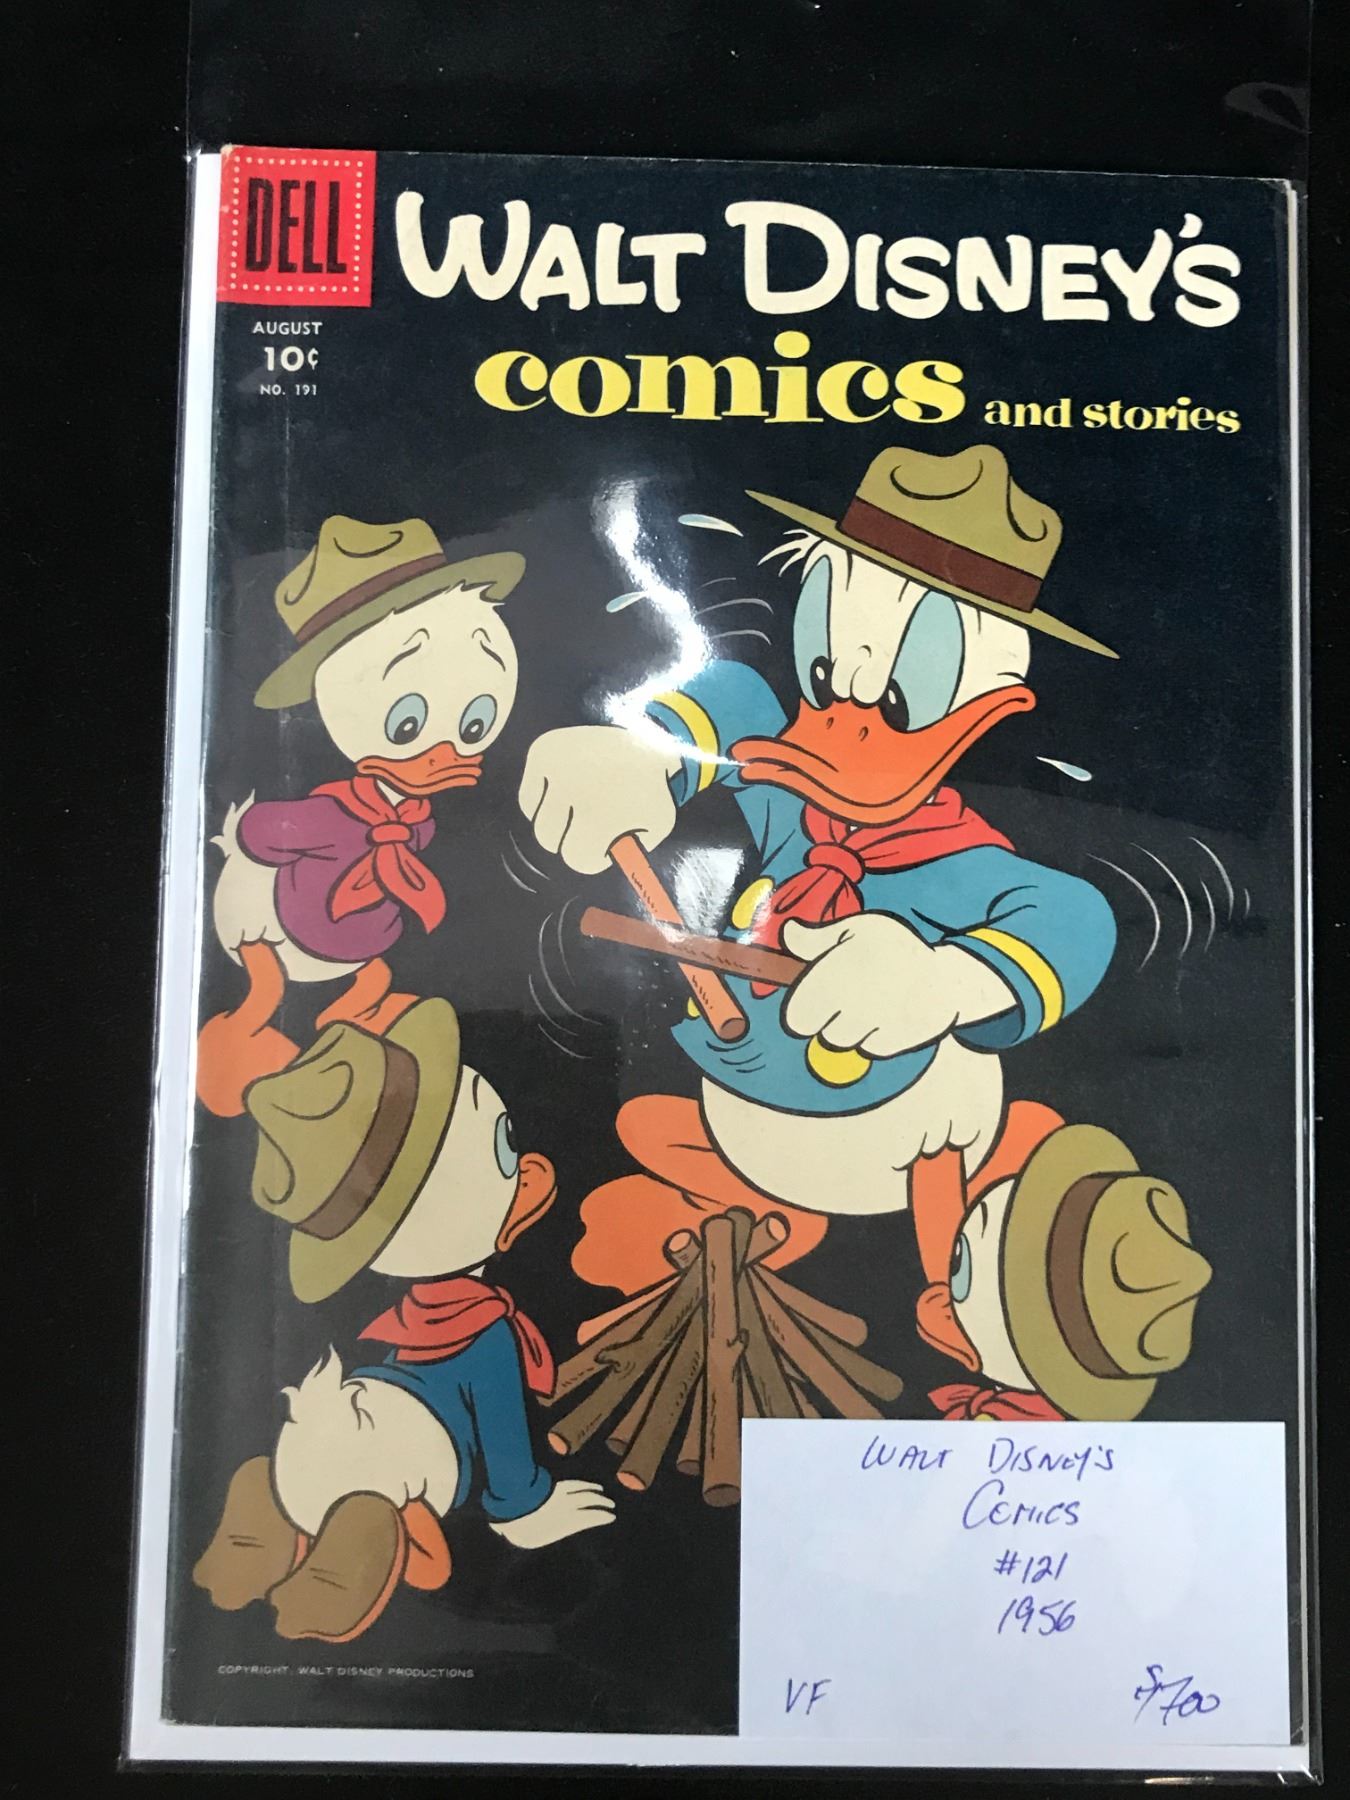 DELL
WALT DISNEY'S
AUGUST
10¢
NO. 191
comics and stories
WALT DISNEY'S
COMICS
#121
1956
VF
$700
COPYRIGHT, WALT DISNEY PRODUCTIONS